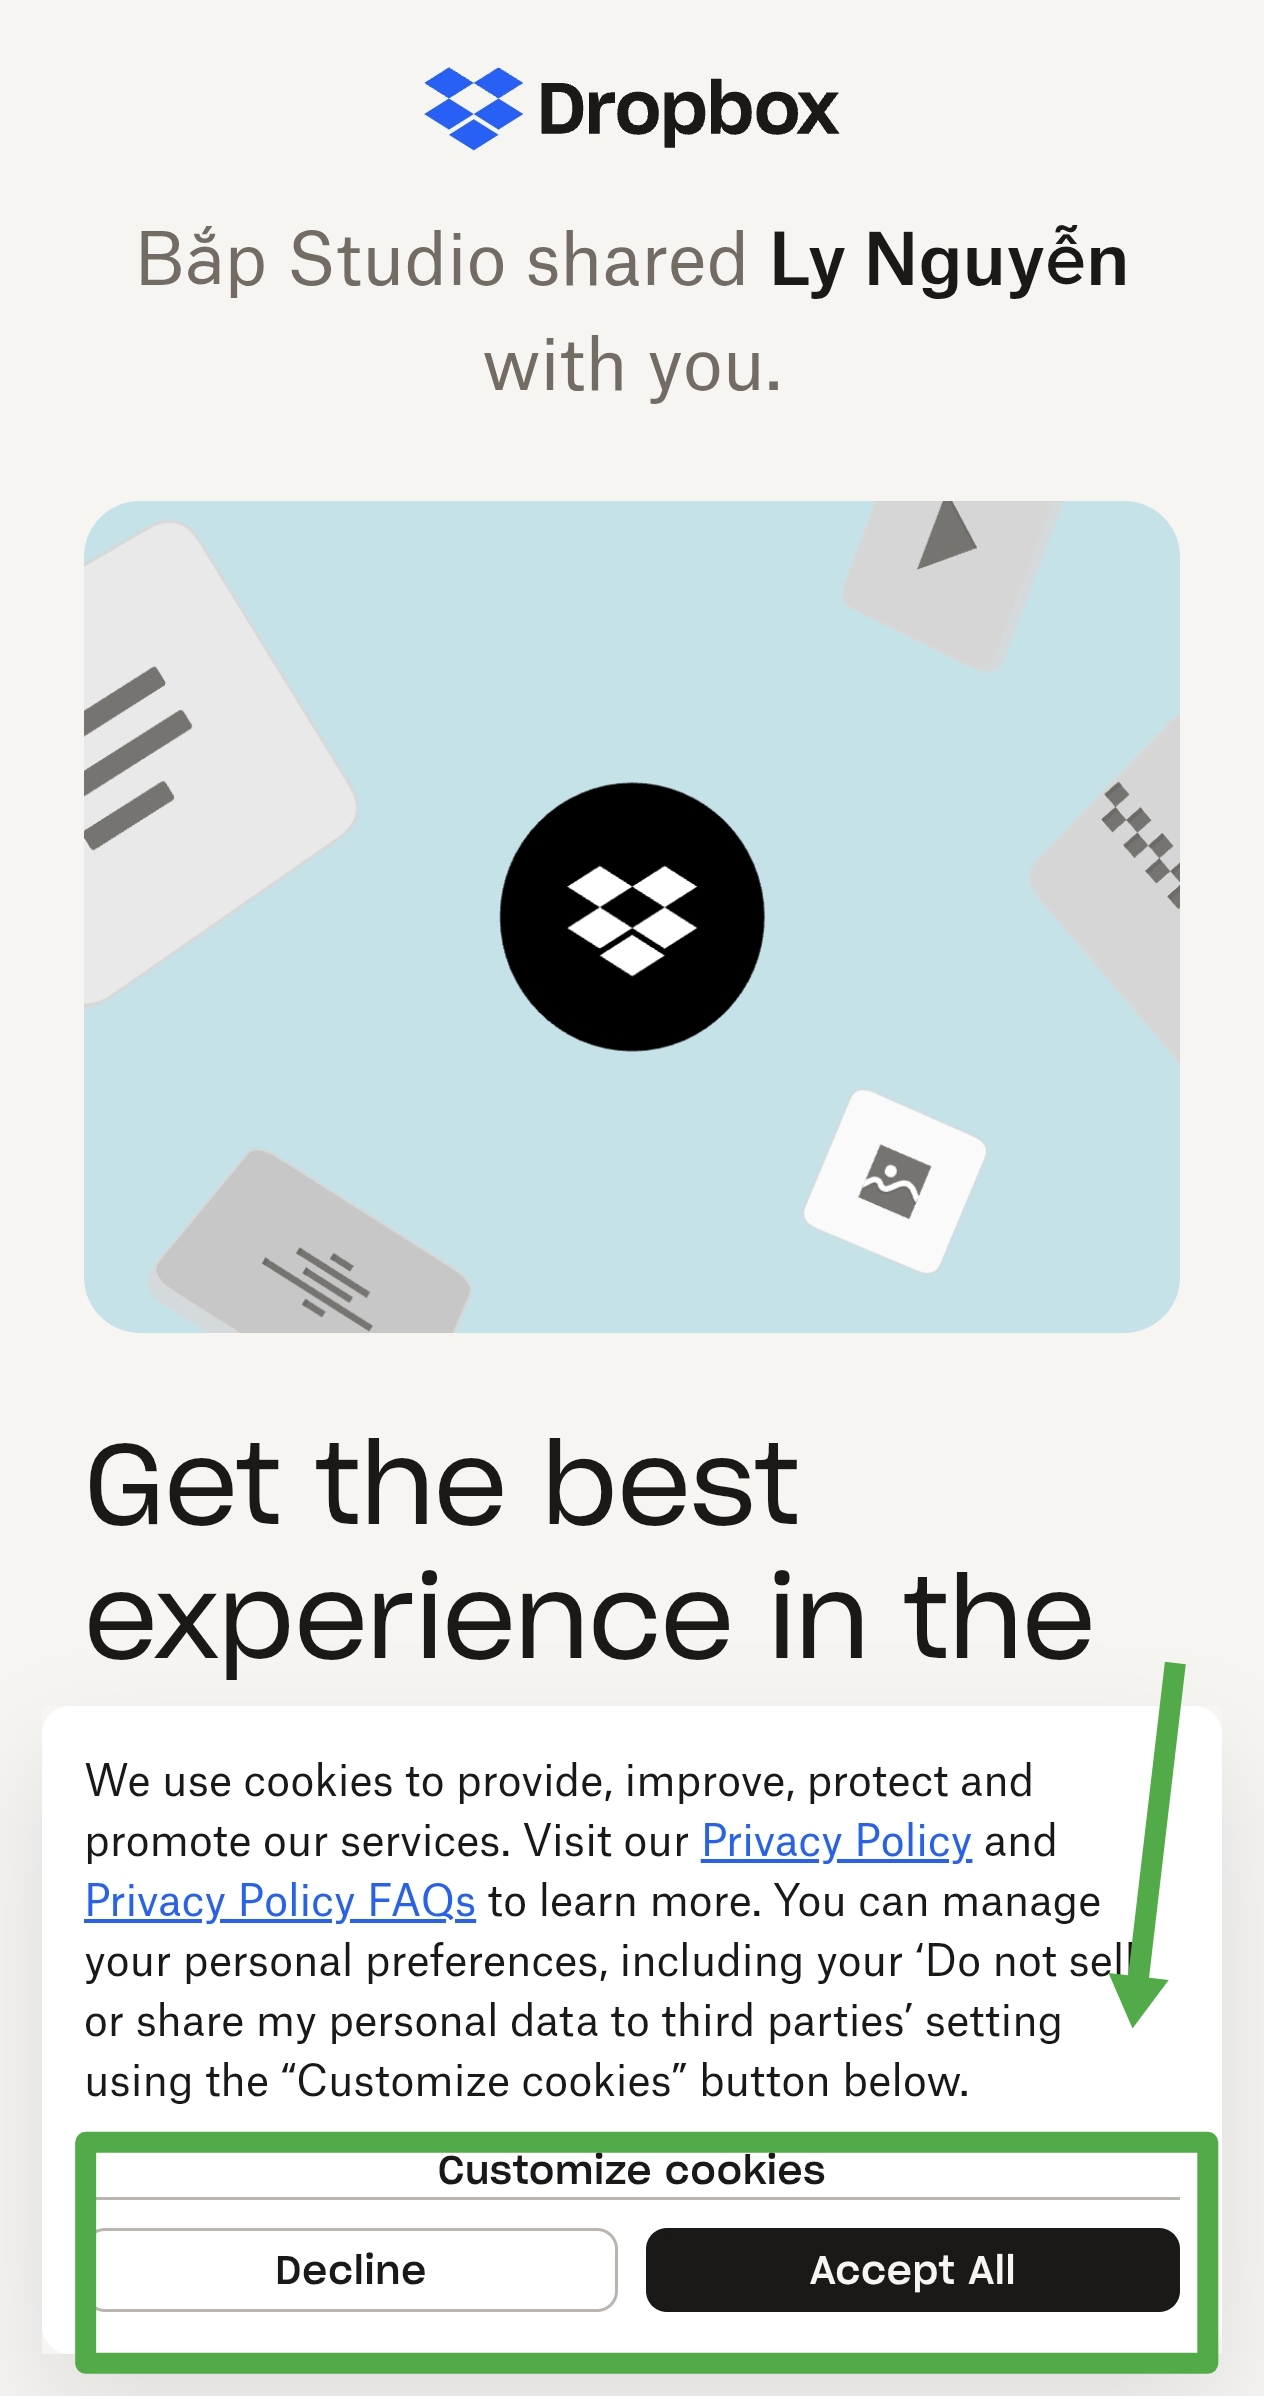 Dropbox
Bắp Studio shared Ly Nguyễn
with you.
Get the best
experience in the
We use cookies to provide, improve, protect and
promote our services. Visit our Privacy Policy and
Privacy Policy FAQs to learn more. You can manage
your personal preferences, including your ‘Do not sell
or share my personal data to third parties’ setting
using the “Customize cookies” button below.
Customize cookies
Decline
Accept All